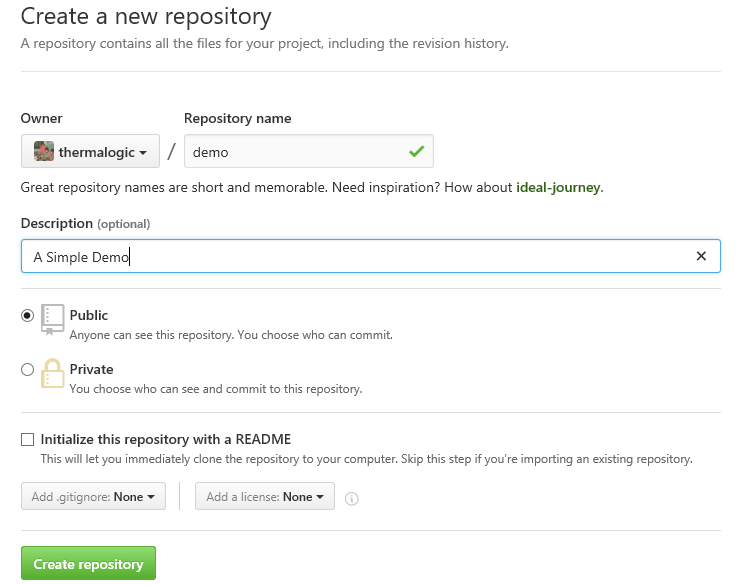 Create a new repository
A repository contains all the files for your project, including the revision history.
Owner
Repository name
thermalogic / demo
Great repository names are short and memorable. Need inspiration? How about ideal-journey.
Description (optional)
A Simple Demo
Public
Anyone can see this repository. You choose who can commit.
Private
You choose who can see and commit to this repository.
Initialize this repository with a README
This will let you immediately clone the repository to your computer. Skip this step if you're importing an existing repository.
Add .gitignore: None
Add a license: None
Create repository